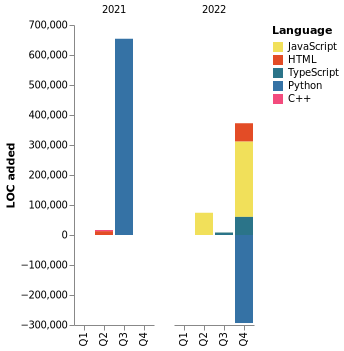 2021
2022
Language
JavaScript
HTML
TypeScript
Python
C++
LOC added
700,000
600,000
500,000
400,000
300,000
200,000
100,000
0
−100,000
−200,000
−300,000
Q1
Q2
Q3
Q4
Q1
Q2
Q3
Q4